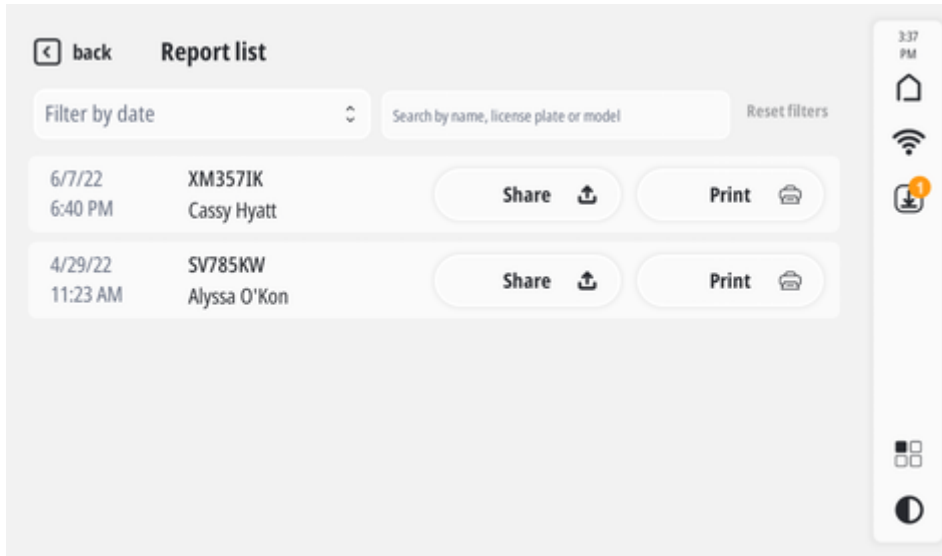 back Report list
Filter by date
Search by name, license plate or model
Reset filters
6/7/22 XM357IK
6:40 PM Cassy Hyatt
Share
Print
4/29/22 SV785KW
11:23 AM Alyssa O'Kon
Share
Print
3:37
PM
1